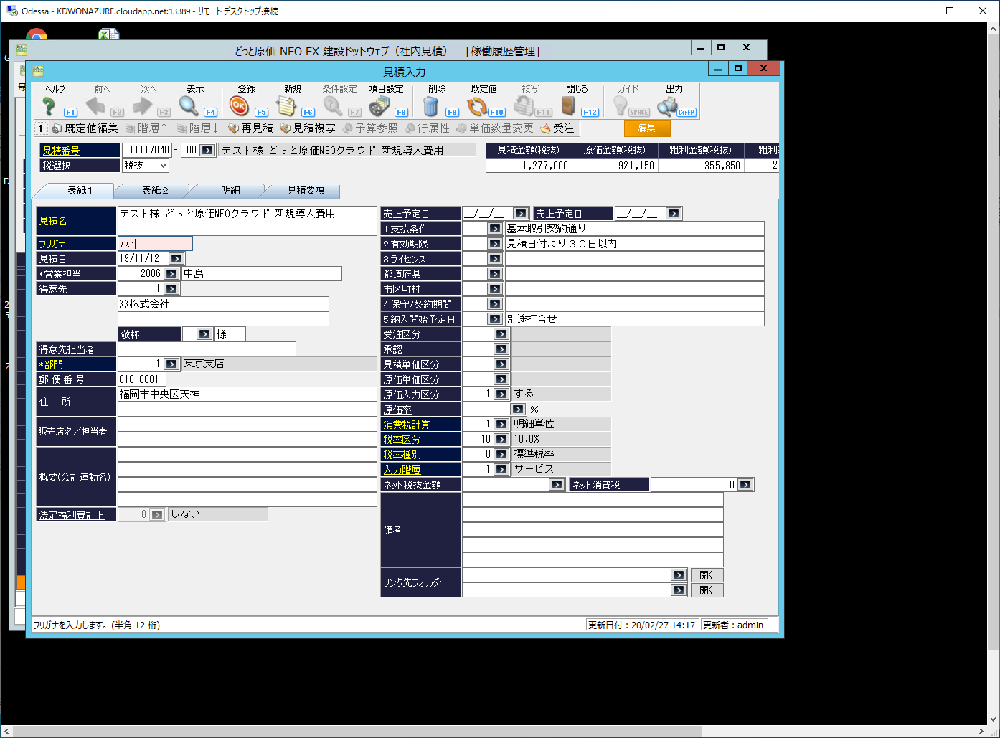 Odessa - KDWONAZURE.cloudapp.net:13389 - リモート デスクトップ接続
どっと原価 NEO EX 建設ドットウェブ（社内見積） - [稼働履歴管理]
見積入力
ヘルプ 前へ 次へ 表示 登録 新規 条件設定 項目設定 削除 既定値 複写 閉じる ガイド 出力
F1 F2 F3 F4 F5 F6 F7 F8 F9 F10 F11 F12 SPACE Ctrl+P
1 既定値編集 階層↑ 階層↓ 再見積 見積複写 予算参照 行属性 単価数量変更 受注 編集
見積番号 11117040 - 00 テスト様 どっと原価NEOクラウド 新規導入費用
税選択 税抜
見積金額(税抜) 原価金額(税抜) 粗利金額(税抜) 粗利
1,277,000 921,150 355,850 2
表紙1 表紙2 明細 見積要項
見積名 テスト様 どっと原価NEOクラウド 新規導入費用
フリガナ ﾃｽﾄ
見積日 19/11/12
*営業担当 2006 中島
得意先 1
XX株式会社
敬称 様
得意先担当者
*部門 1 東京支店
郵便番号 810-0001
住 所 福岡市中央区天神
販売店名／担当者
概要(会計連動名)
法定福利費計上 0 しない
売上予定日 __/__/__ 売上予定日 __/__/__
1.支払条件 基本取引契約通り
2.有効期限 見積日付より３０日以内
3.ライセンス
都道府県
市区町村
4.保守/契約期間
5.納入開始予定日 別途打合せ
受注区分
承認
見積単価区分
原価単価区分
原価入力区分 1 する
原価率 %
消費税計算 1 明細単位
税率区分 10 10.0%
税率種別 0 標準税率
入力階層 1 サービス
ネット税抜金額 ネット消費税 0
備考
リンク先フォルダー 開く
開く
フリガナを入力します。(半角 12 桁)
更新日付：20/02/27 14:17 更新者：admin